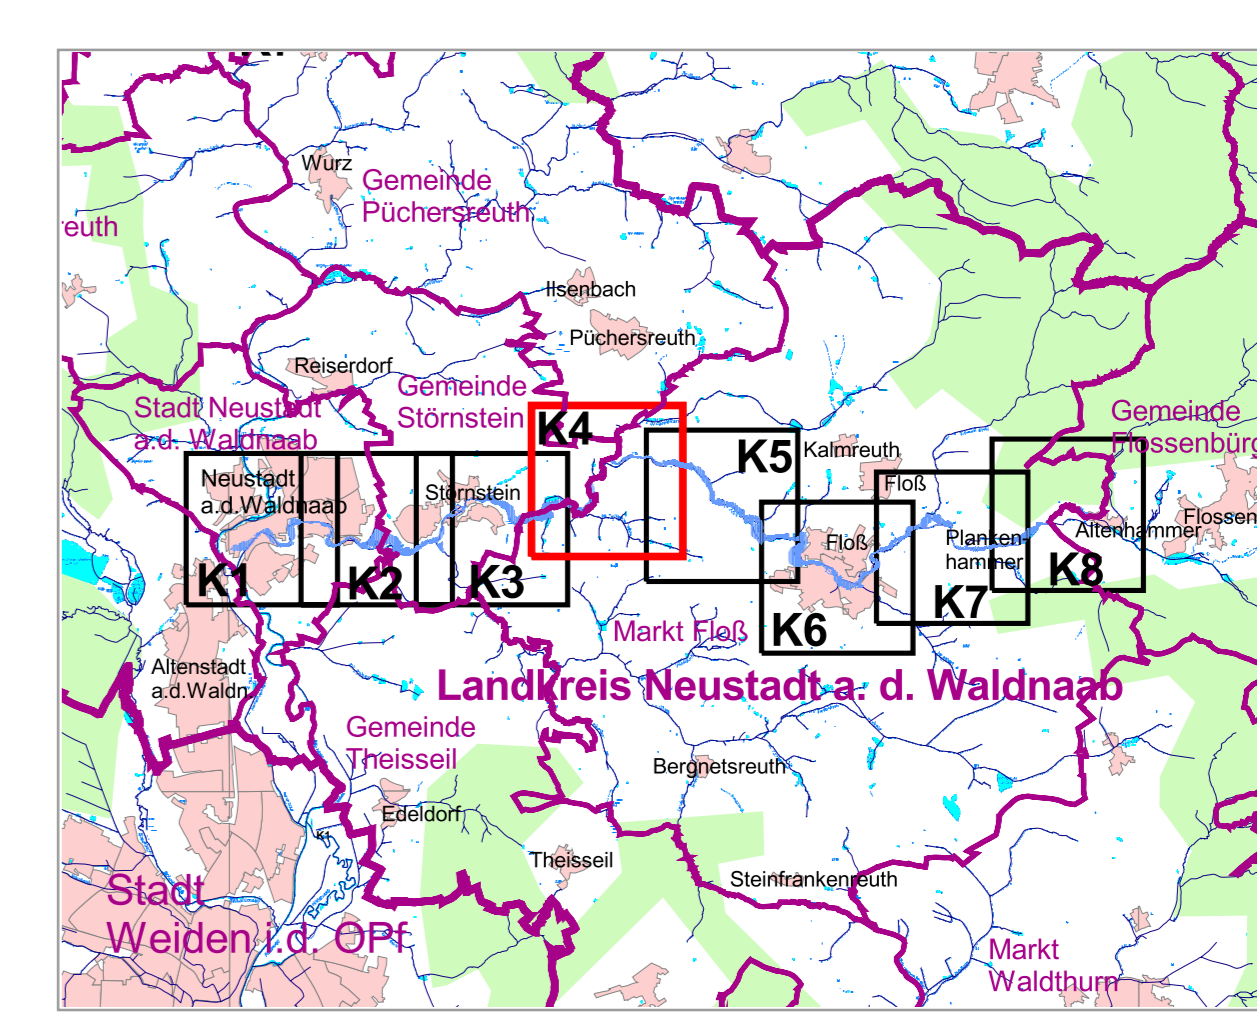 Wurz
Gemeinde
Püchersreuth
reuth
Ilsenbach
Püchersreuth
Reiserdorf
Gemeinde
Störnstein
Stadt Neustadt
a.d. Waldnaab
Gemeinde
Flossenbürg
K4
K5
Kalmreuth
Neustadt
a.d.Waldnaab
Störnstein
Floß
Flossen
Altenhammer
Planken-
hammer
Floß
K1
K2
K3
K8
K7
K6
Markt Floß
Altenstadt
a.d.Waldn
Landkreis Neustadt a. d. Waldnaab
Gemeinde
Theisseil
Bergnetsreuth
Edeldorf
K1
Theisseil
Steinfrankenreuth
Stadt
Weiden i.d. OPf
Markt
Waldthurn